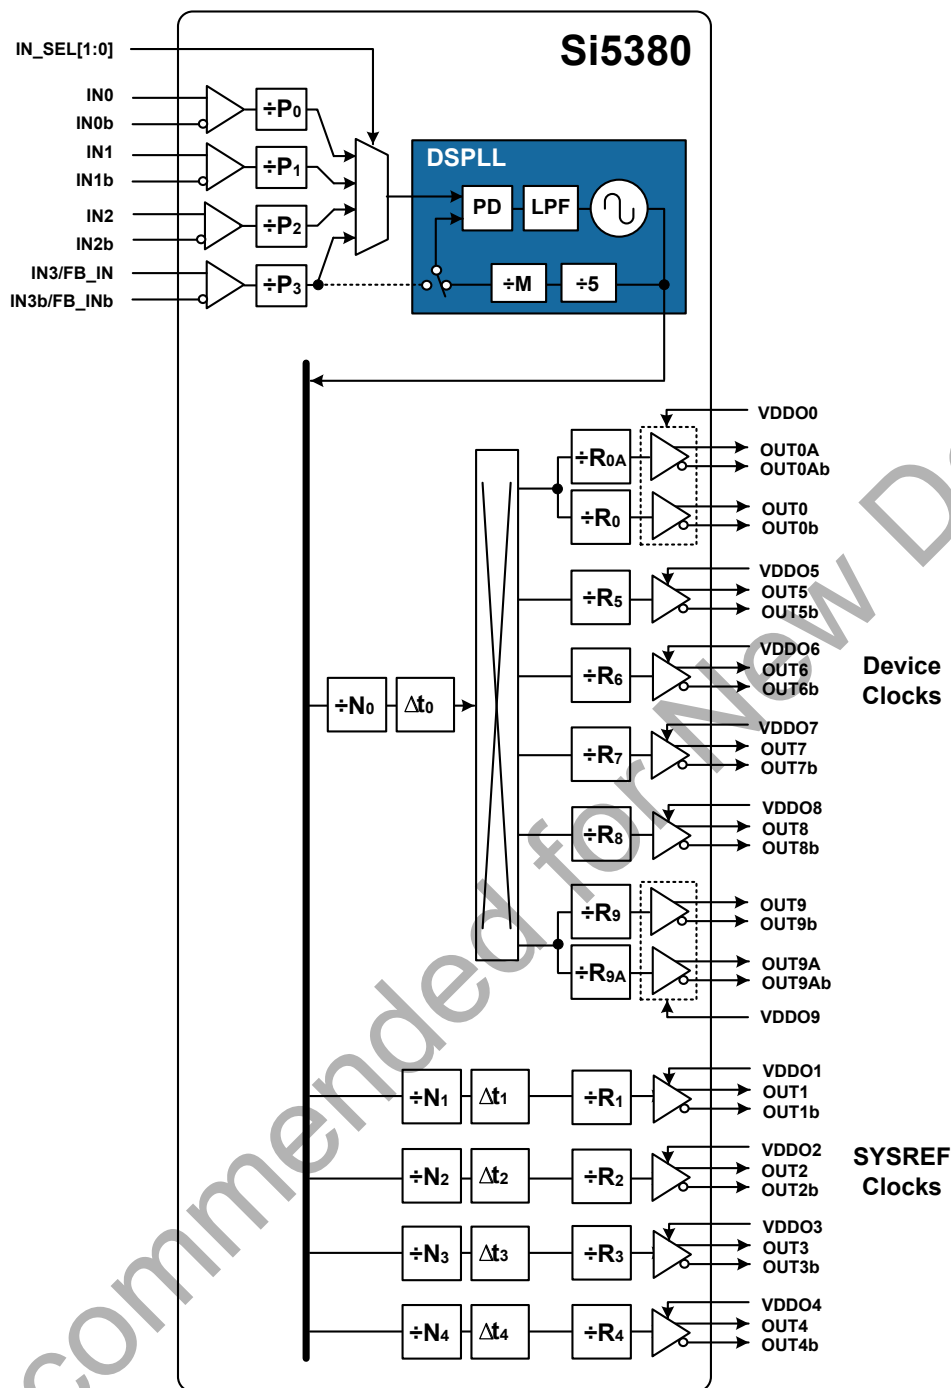 Si5380
IN_SEL[1:0]
IN0
IN0b
IN1
IN1b
IN2
IN2b
IN3/FB_IN
IN3b/FB_INb
÷P0
÷P1
÷P2
÷P3
DSPLL
PD
LPF
÷M
÷5
÷N0
Δt0
÷R0A
÷R0
÷R5
÷R6
÷R7
÷R8
÷R9
÷R9A
VDDO0
OUT0A
OUT0Ab
OUT0
OUT0b
VDDO5
OUT5
OUT5b
VDDO6
OUT6
OUT6b
VDDO7
OUT7
OUT7b
VDDO8
OUT8
OUT8b
OUT9
OUT9b
OUT9A
OUT9Ab
VDDO9
Device
Clocks
÷N1
Δt1
÷R1
VDDO1
OUT1
OUT1b
÷N2
Δt2
÷R2
VDDO2
OUT2
OUT2b
÷N3
Δt3
÷R3
VDDO3
OUT3
OUT3b
÷N4
Δt4
÷R4
VDDO4
OUT4
OUT4b
SYSREF
Clocks
commended for New De